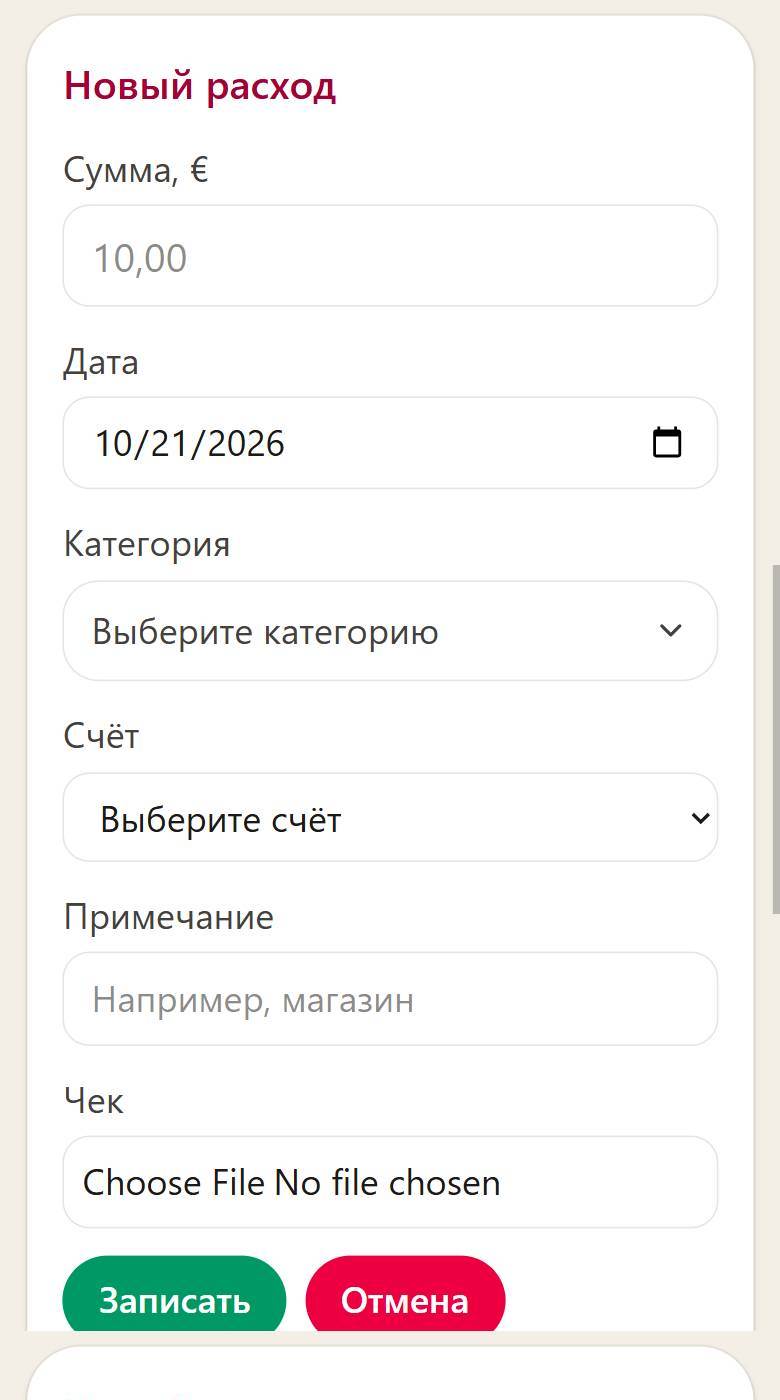 Новый расход
Сумма, €
10,00
Дата
10/21/2026
Категория
Выберите категорию
Счёт
Выберите счёт
Примечание
Например, магазин
Чек
Choose File No file chosen
Записать Отмена